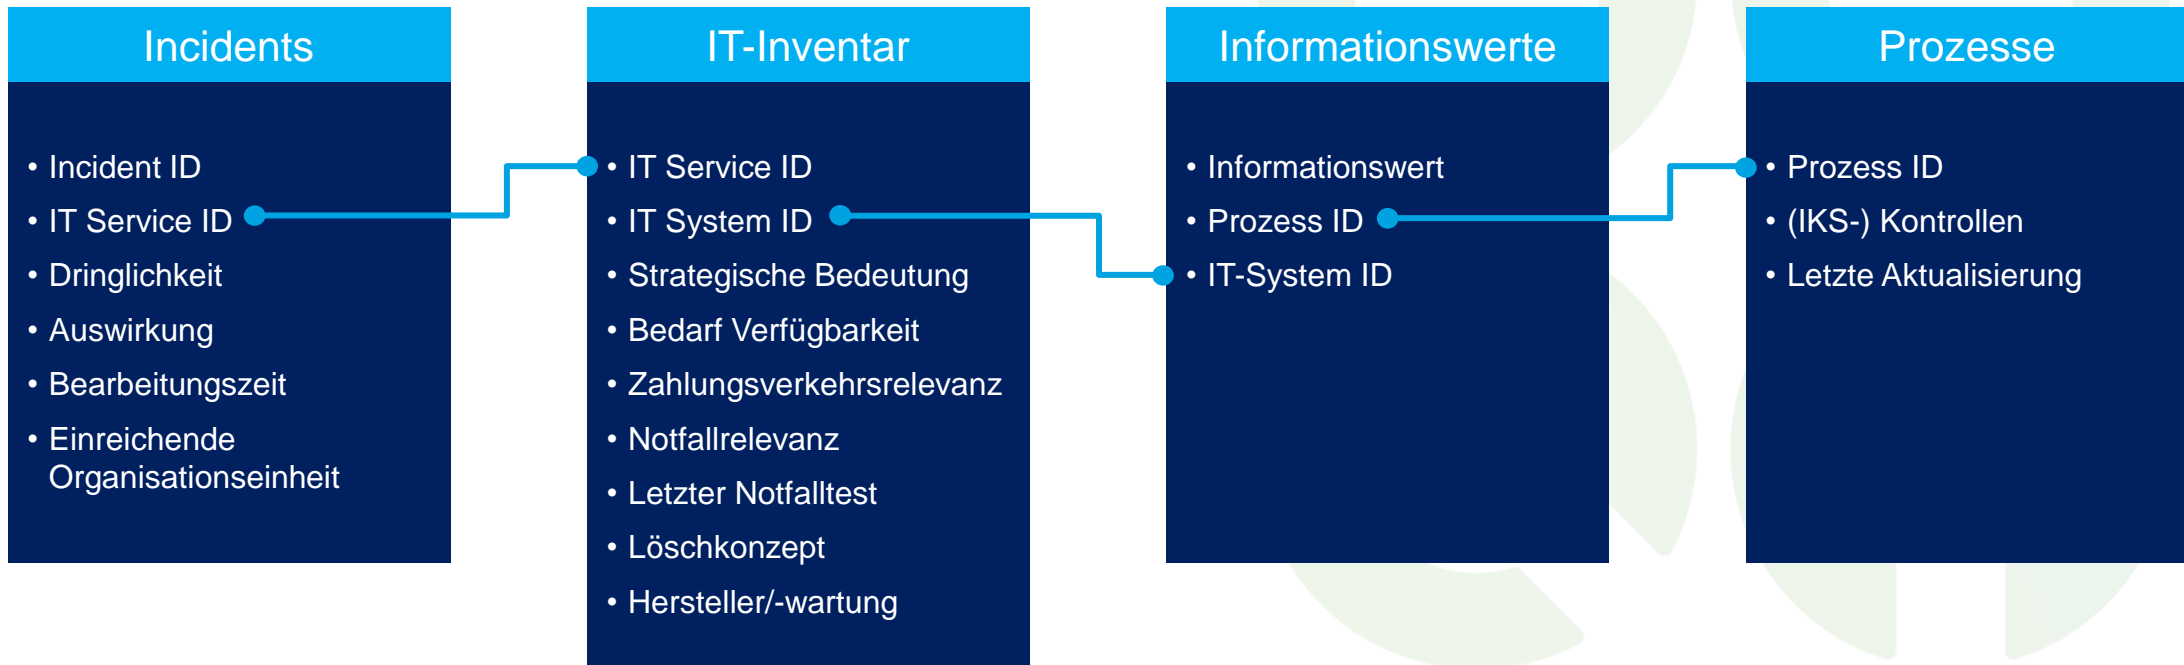 Incidents
• Incident ID
• IT Service ID
• Dringlichkeit
• Auswirkung
• Bearbeitungszeit
• Einreichende
Organisationseinheit
IT-Inventar
• IT Service ID
• IT System ID
• Strategische Bedeutung
• Bedarf Verfügbarkeit
• Zahlungsverkehrsrelevanz
• Notfallrelevanz
• Letzter Notfalltest
• Löschkonzept
• Hersteller/-wartung
Informationswerte
• Informationswert
• Prozess ID
• IT-System ID
Prozesse
• Prozess ID
• (IKS-) Kontrollen
• Letzte Aktualisierung